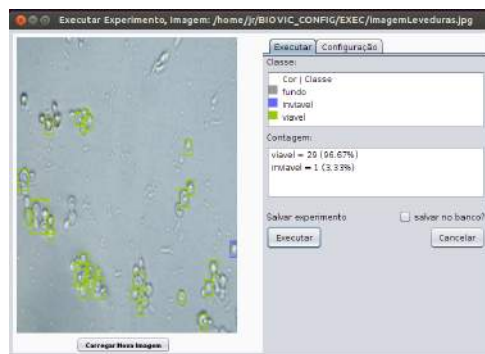 Executar Experimento, Imagem: /home/jr/BIOVIC_CONFIG/EXEC/imagemLeveduras.jpg
Executar Configuração
Classe:
Cor | Classe
fundo
inviavel
viavel
Contagem:
viavel = 29 (96.67%)
inviavel = 1 (3.33%)
Salvar experimento salvar no banco?
Executar Cancelar
Carregar Nova Imagem